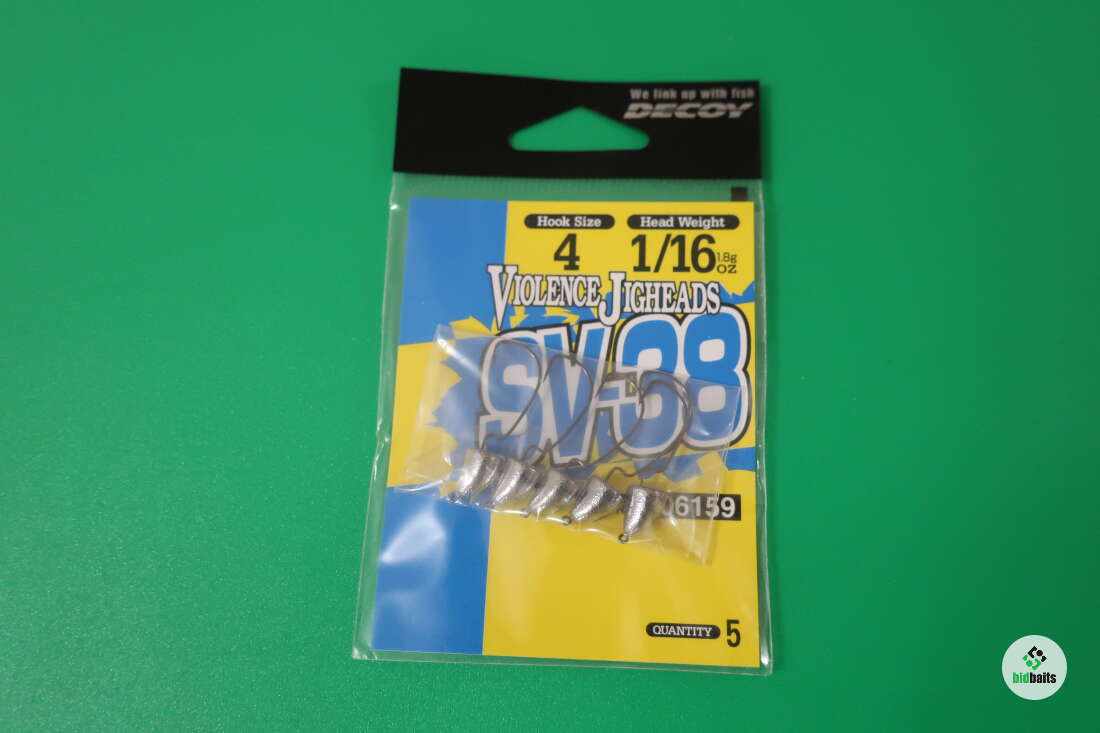 We link up with fish
DECOY
Hook Size
Head Weight
4
1/16 1.8g OZ
VIOLENCE JIGHEADS
SV-38
6159
QUANTITY 5
bidbaits